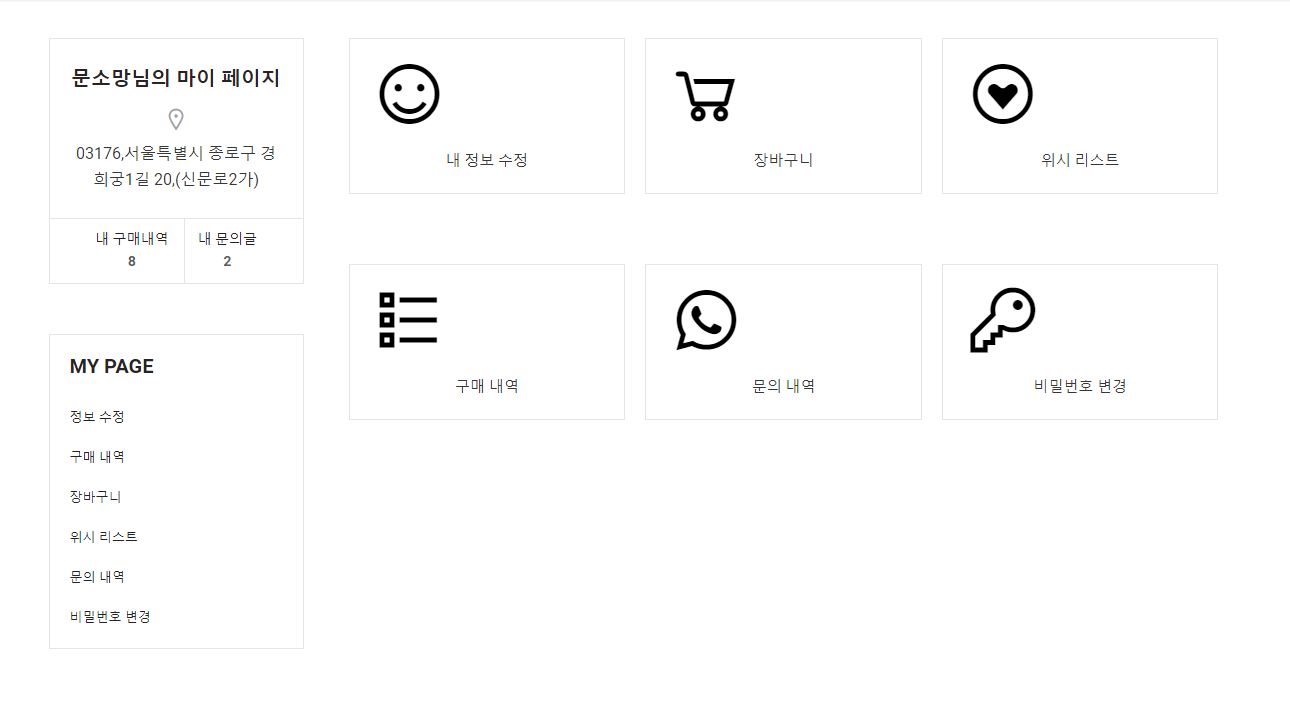 문소망님의 마이 페이지
03176,서울특별시 종로구 경
희궁1길 20,(신문로2가)
내 구매내역
8
내 문의글
2
MY PAGE
정보 수정
구매 내역
장바구니
위시 리스트
문의 내역
비밀번호 변경
내 정보 수정
장바구니
위시 리스트
구매 내역
문의 내역
비밀번호 변경